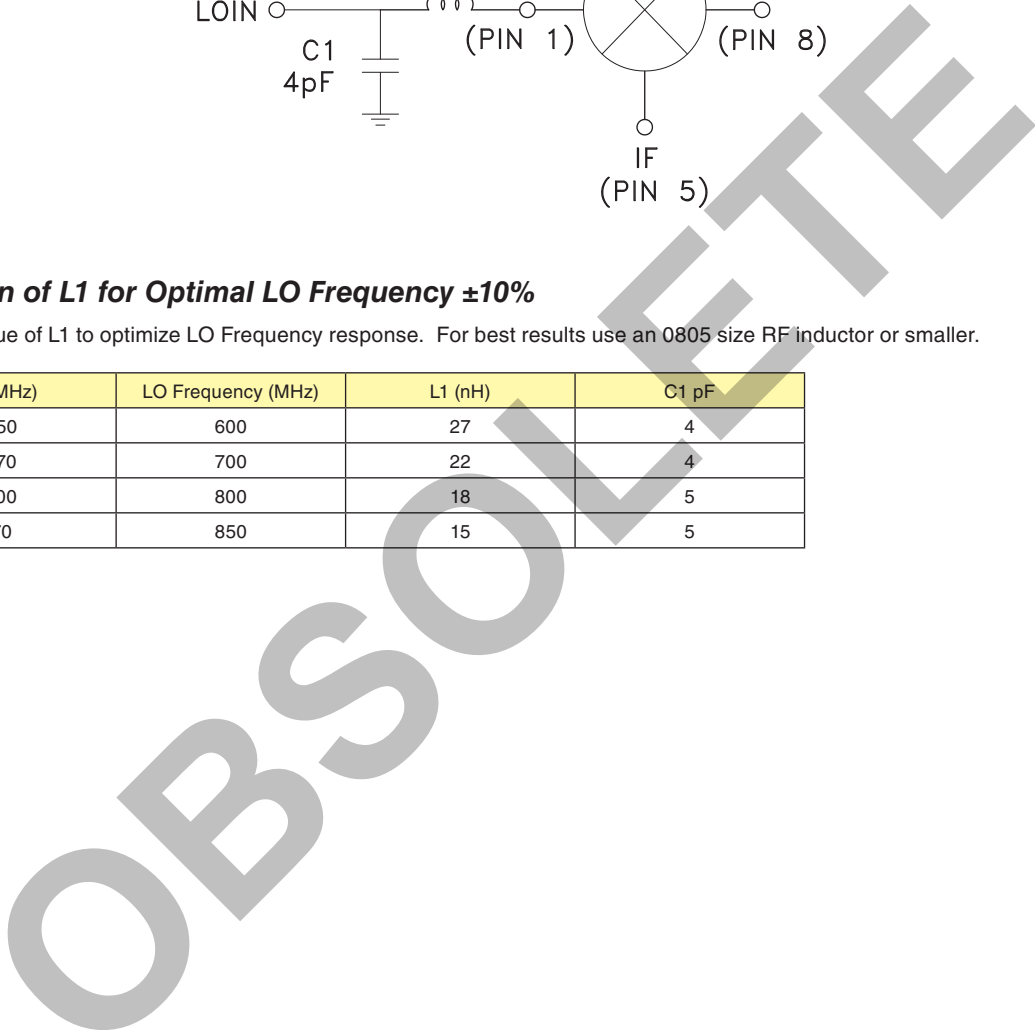 LOIN
(PIN 1)
(PIN 8)
C1
4pF
IF
(PIN 5)
n of L1 for Optimal LO Frequency ±10%
ue of L1 to optimize LO Frequency response. For best results use an 0805 size RF inductor or smaller.
MHz) LO Frequency (MHz) L1 (nH) C1 pF
50 600 27 4
70 700 22 4
00 800 18 5
70 850 15 5
OBSOLETE